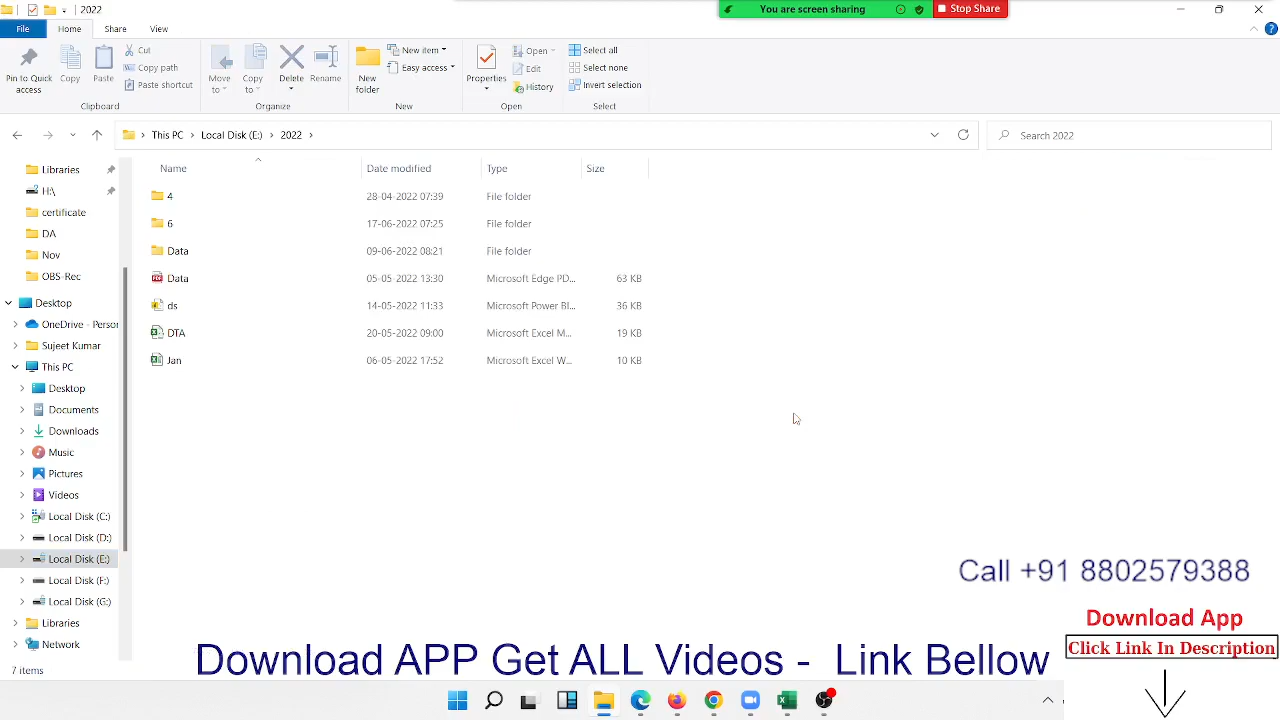 2022
You are screen sharing
Stop Share
File
Home
Share
View
Pin to Quick access
Copy
Paste
Cut
Copy path
Paste shortcut
Move to
Copy to
Delete
Rename
New folder
New item
Easy access
Properties
Open
Edit
History
Select all
Select none
Invert selection
Clipboard
Organize
New
Open
Select
This PC
Local Disk (E:)
2022
Search 2022
Name
Date modified
Type
Size
4 28-04-2022 07:39 File folder
6 17-06-2022 07:25 File folder
Data 09-06-2022 08:21 File folder
Data 05-05-2022 13:30 Microsoft Edge PD... 63 KB
ds 14-05-2022 11:33 Microsoft Power BI... 36 KB
DTA 20-05-2022 09:00 Microsoft Excel M... 19 KB
Jan 06-05-2022 17:52 Microsoft Excel W... 10 KB
Libraries
H:\
certificate
DA
Nov
OBS-Rec
Desktop
OneDrive - Person
Sujeet Kumar
This PC
Desktop
Documents
Downloads
Music
Pictures
Videos
Local Disk (C:)
Local Disk (D:)
Local Disk (E:)
Local Disk (F:)
Local Disk (G:)
Libraries
Network
7 items
Call +91 8802579388
Download App
Click Link In Description
Download APP Get ALL Videos - Link Bellow